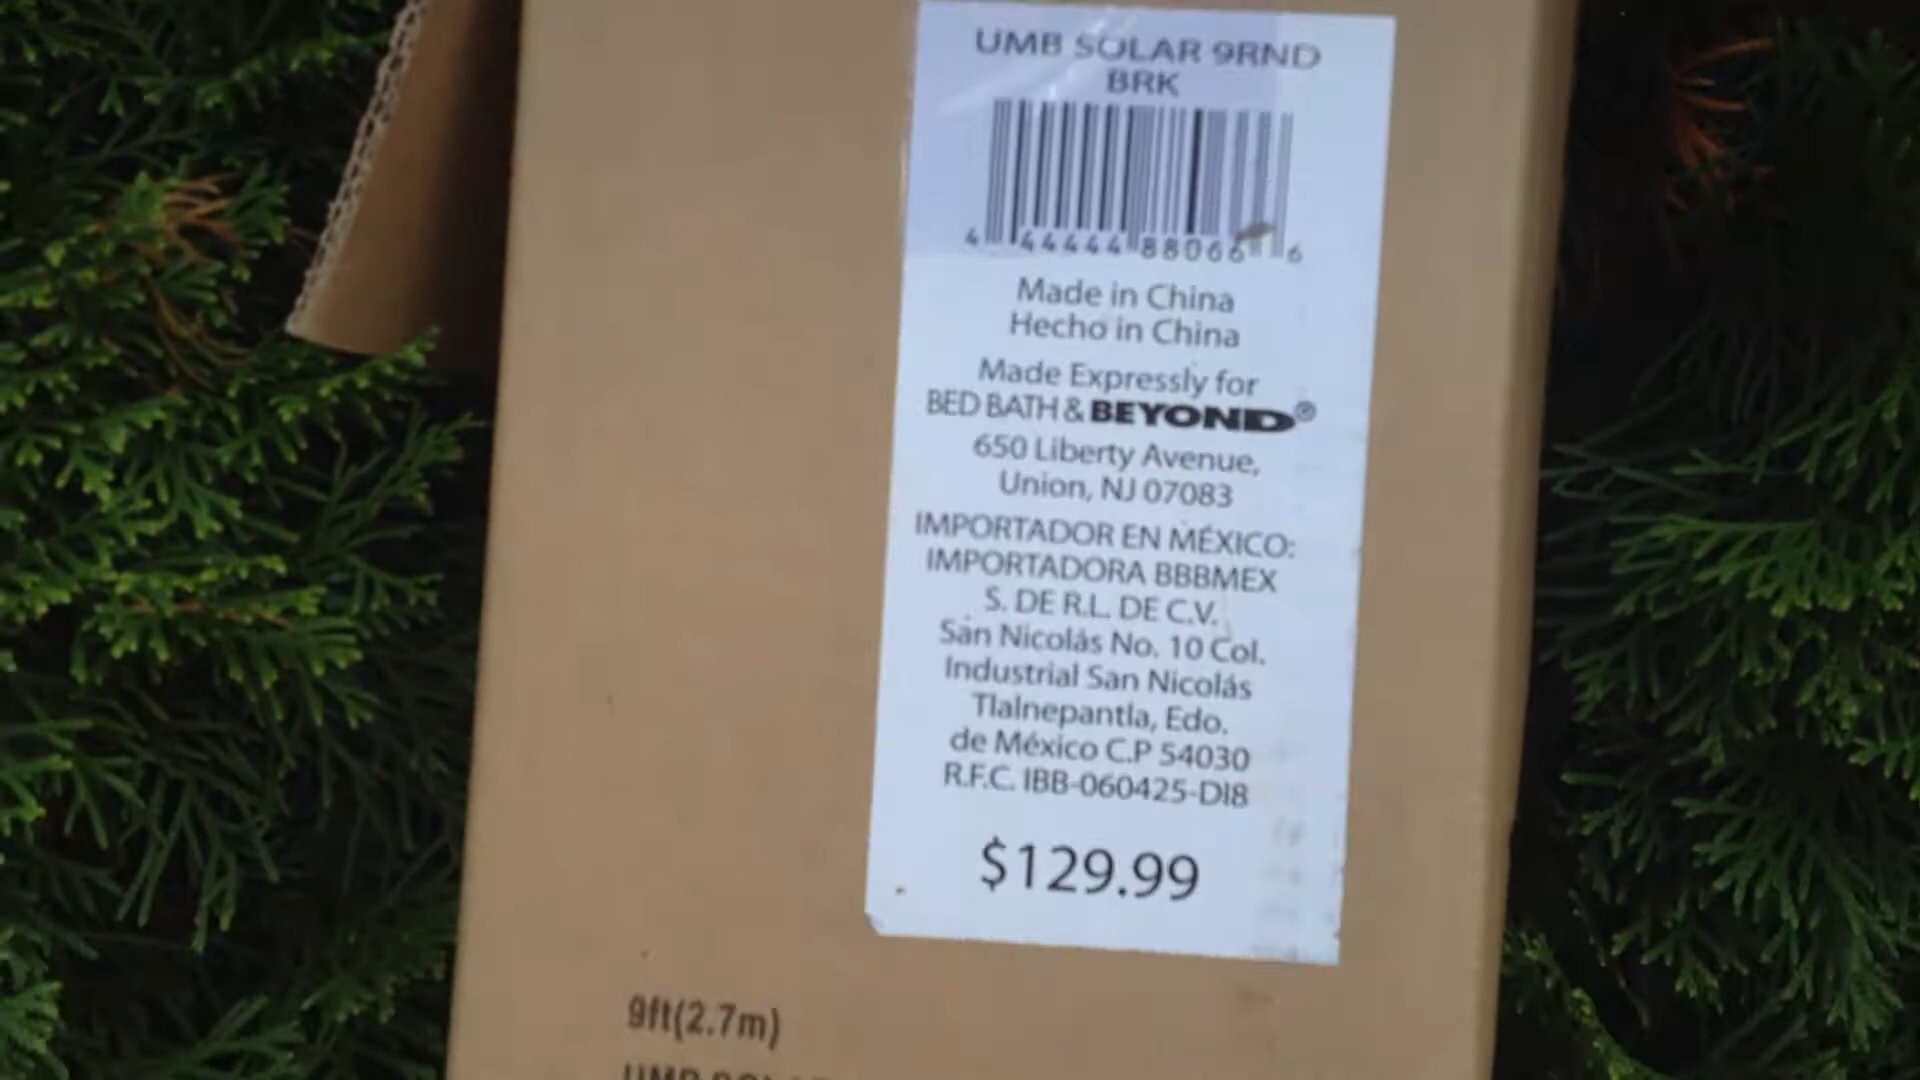 UMB SOLAR 9RND
BRK
4 44444 88066 6
Made in China
Hecho in China
Made Expressly for
BED BATH & BEYOND®
650 Liberty Avenue,
Union, NJ 07083
IMPORTADOR EN MÉXICO:
IMPORTADORA BBBMEX
S. DE R.L. DE C.V.
San Nicolás No. 10 Col.
Industrial San Nicolás
Tlalnepantla, Edo.
de México C.P 54030
R.F.C. IBB-060425-DI8
$129.99
9ft(2.7m)